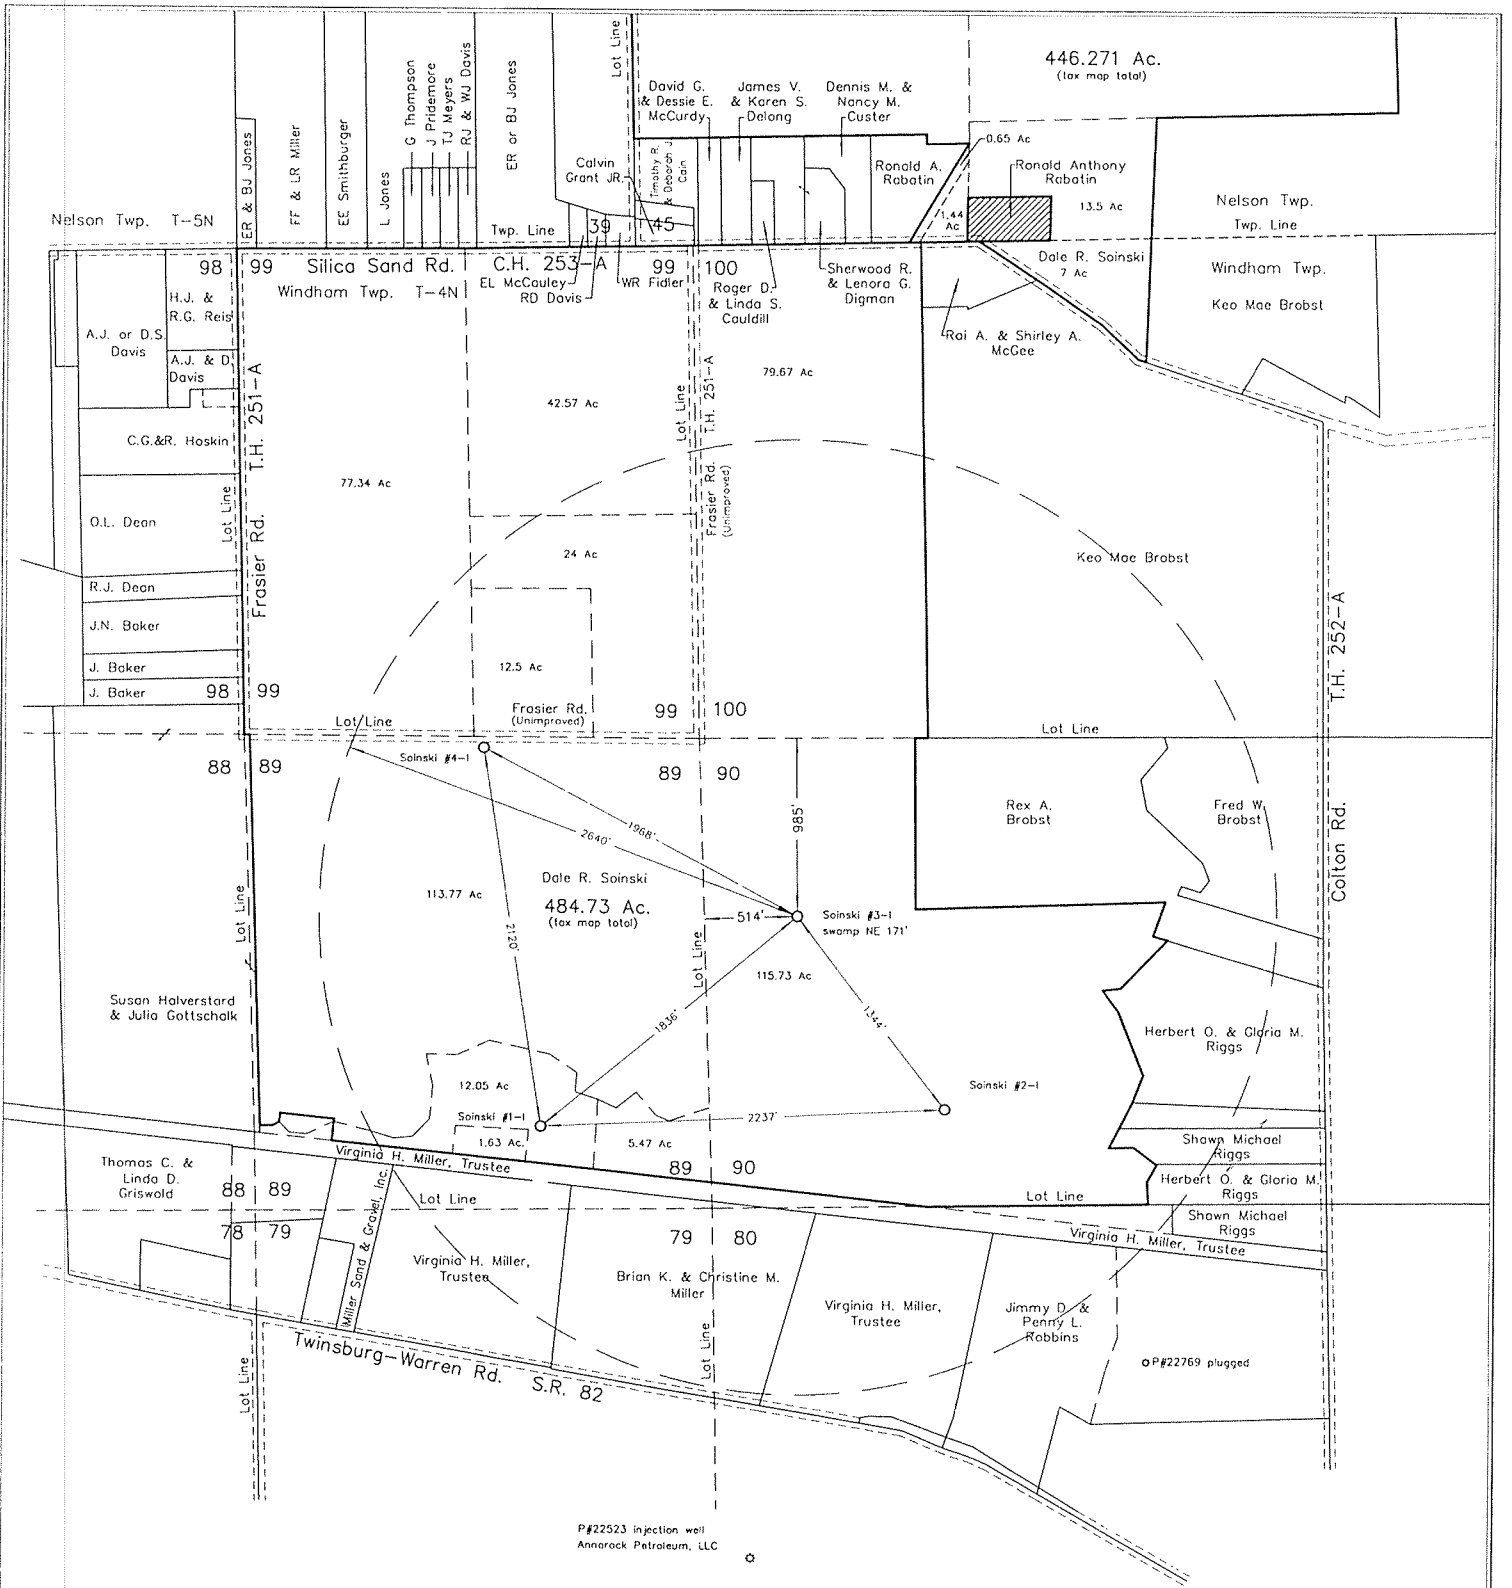 446.271 Ac.
(tax map total)
Lot Line
David G.
& Dessie E.
McCurdy
James V.
& Karen S.
Delong
Dennis M. &
Nancy M.
Custer
G Thompson
J Pridemore
TJ Meyers
RJ & WJ Davis
ER or BJ Jones
ER & BJ Jones
FF & LR Miller
EE Smithburger
L Jones
Calvin
Grant JR.
Timothy R.
& Deborah J.
Cain
Ronald A.
Rabatin
0.65 Ac
Ronald Anthony
Rabatin
1.44
Ac
13.5 Ac
Nelson Twp.
Twp. Line
Nelson Twp. T-5N
Twp. Line
39
45
98
99
Silica Sand Rd.
C.H. 253-A
99
100
Windham Twp. T-4N
EL McCauley
RD Davis
WR Fidler
Roger D.
& Linda S.
Cauldill
Sherwood R.
& Lenora G.
Digman
Dale R. Soinski
7 Ac
Windham Twp.
Keo Mae Brobst
Rai A. & Shirley A.
McGee
H.J. &
R.G. Reis
A.J. or D.S.
Davis
A.J. & D.
Davis
C.G.&R. Hoskin
O.L. Dean
R.J. Dean
J.N. Baker
J. Baker
J. Baker
98
99
Lot Line
Frasier Rd. T.H. 251-A
77.34 Ac
42.57 Ac
79.67 Ac
Lot Line
Frasier Rd. T.H. 251-A
(Unimproved)
24 Ac
12.5 Ac
Keo Mae Brobst
T.H. 252-A
Colton Rd.
Lot Line
Frasier Rd.
(Unimproved)
99
100
Lot Line
88
89
Soinski #4-1
89
90
1968'
2640'
985'
Rex A.
Brobst
Fred W.
Brobst
113.77 Ac
Dale R. Soinski
484.73 Ac.
(tax map total)
514'
Soinski #3-1
swamp NE 171'
Lot Line
Lot Line
2120'
115.73 Ac
1836'
1344'
Susan Halverstard
& Julia Gottschalk
Herbert O. & Gloria M.
Riggs
12.05 Ac
Soinski #1-1
Soinski #2-1
2237'
1.63 Ac.
5.47 Ac
Virginia H. Miller, Trustee
89
90
Shawn Michael
Riggs
Herbert O. & Gloria M.
Riggs
Shawn Michael
Riggs
Thomas C. &
Linda D.
Griswold
88
89
Lot Line
Lot Line
78
79
Miller Sand & Gravel, Inc.
Virginia H. Miller,
Trustee
79
80
Brian K. & Christine M.
Miller
Virginia H. Miller, Trustee
Virginia H. Miller,
Trustee
Jimmy D. &
Penny L.
Robbins
P#22769 plugged
Lot Line
Lot Line
Twinsburg-Warren Rd. S.R. 82
P#22523 injection well
Annarock Petroleum, LLC